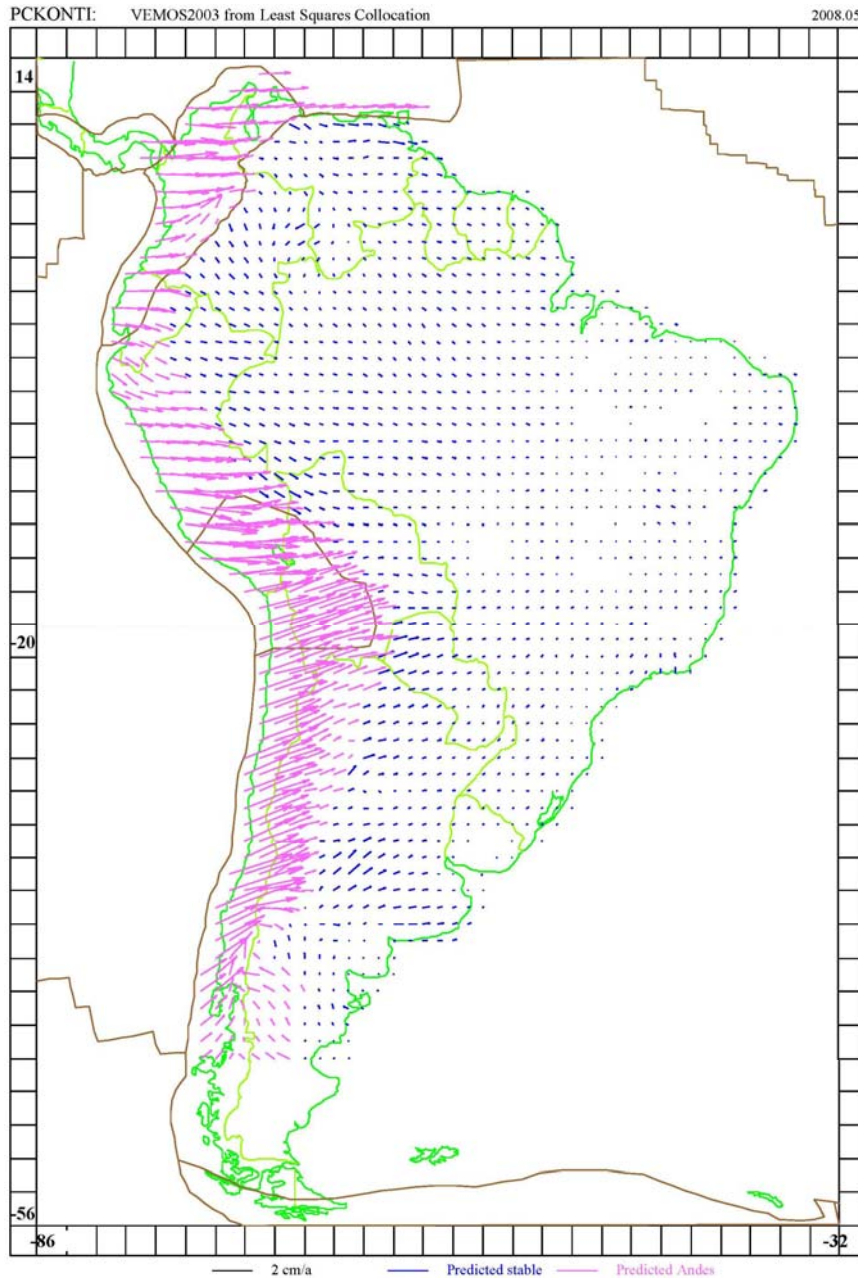 PCKONTI: VEMOS2003 from Least Squares Collocation 2008.05
14
-20
-56
-86 -32
2 cm/a Predicted stable Predicted Andes